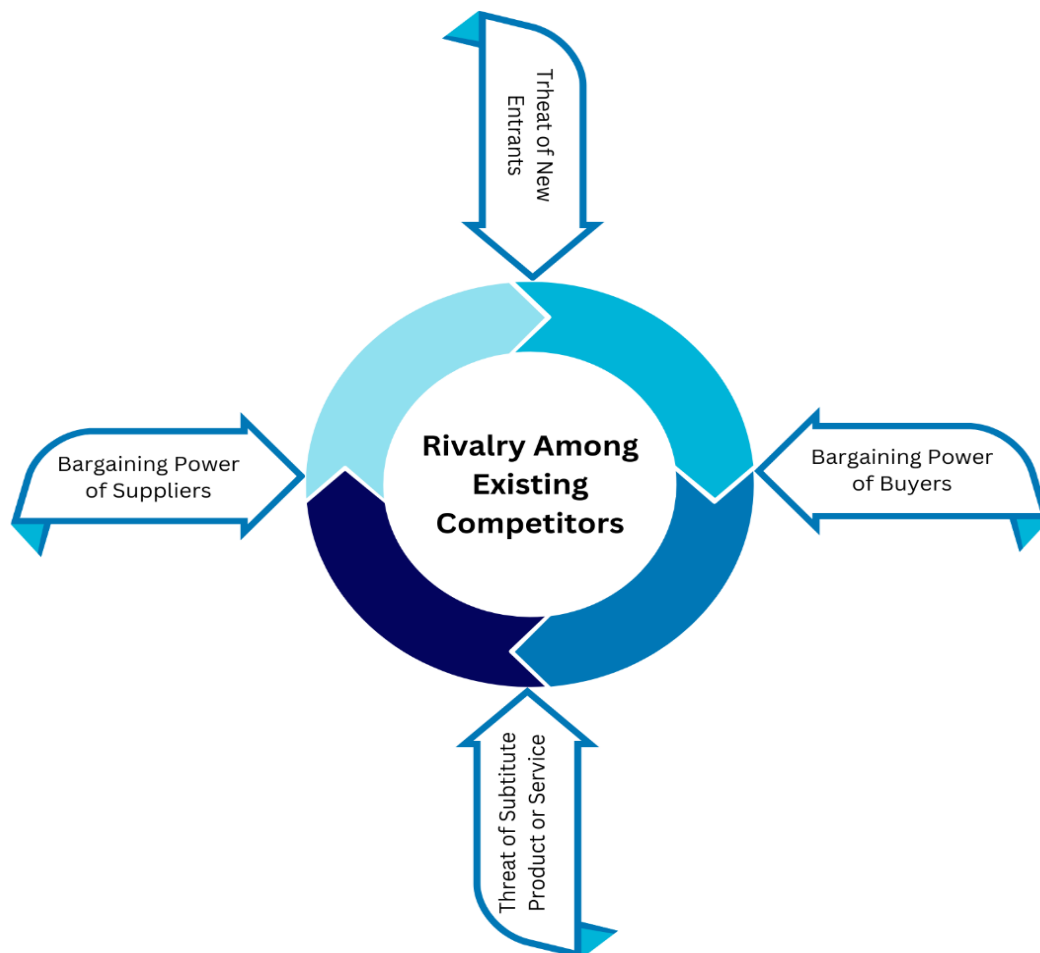 Trheat of New
Entrants
Bargaining Power
of Suppliers
Rivalry Among
Existing
Competitors
Bargaining Power
of Buyers
Threat of Subtitute
Product or Service